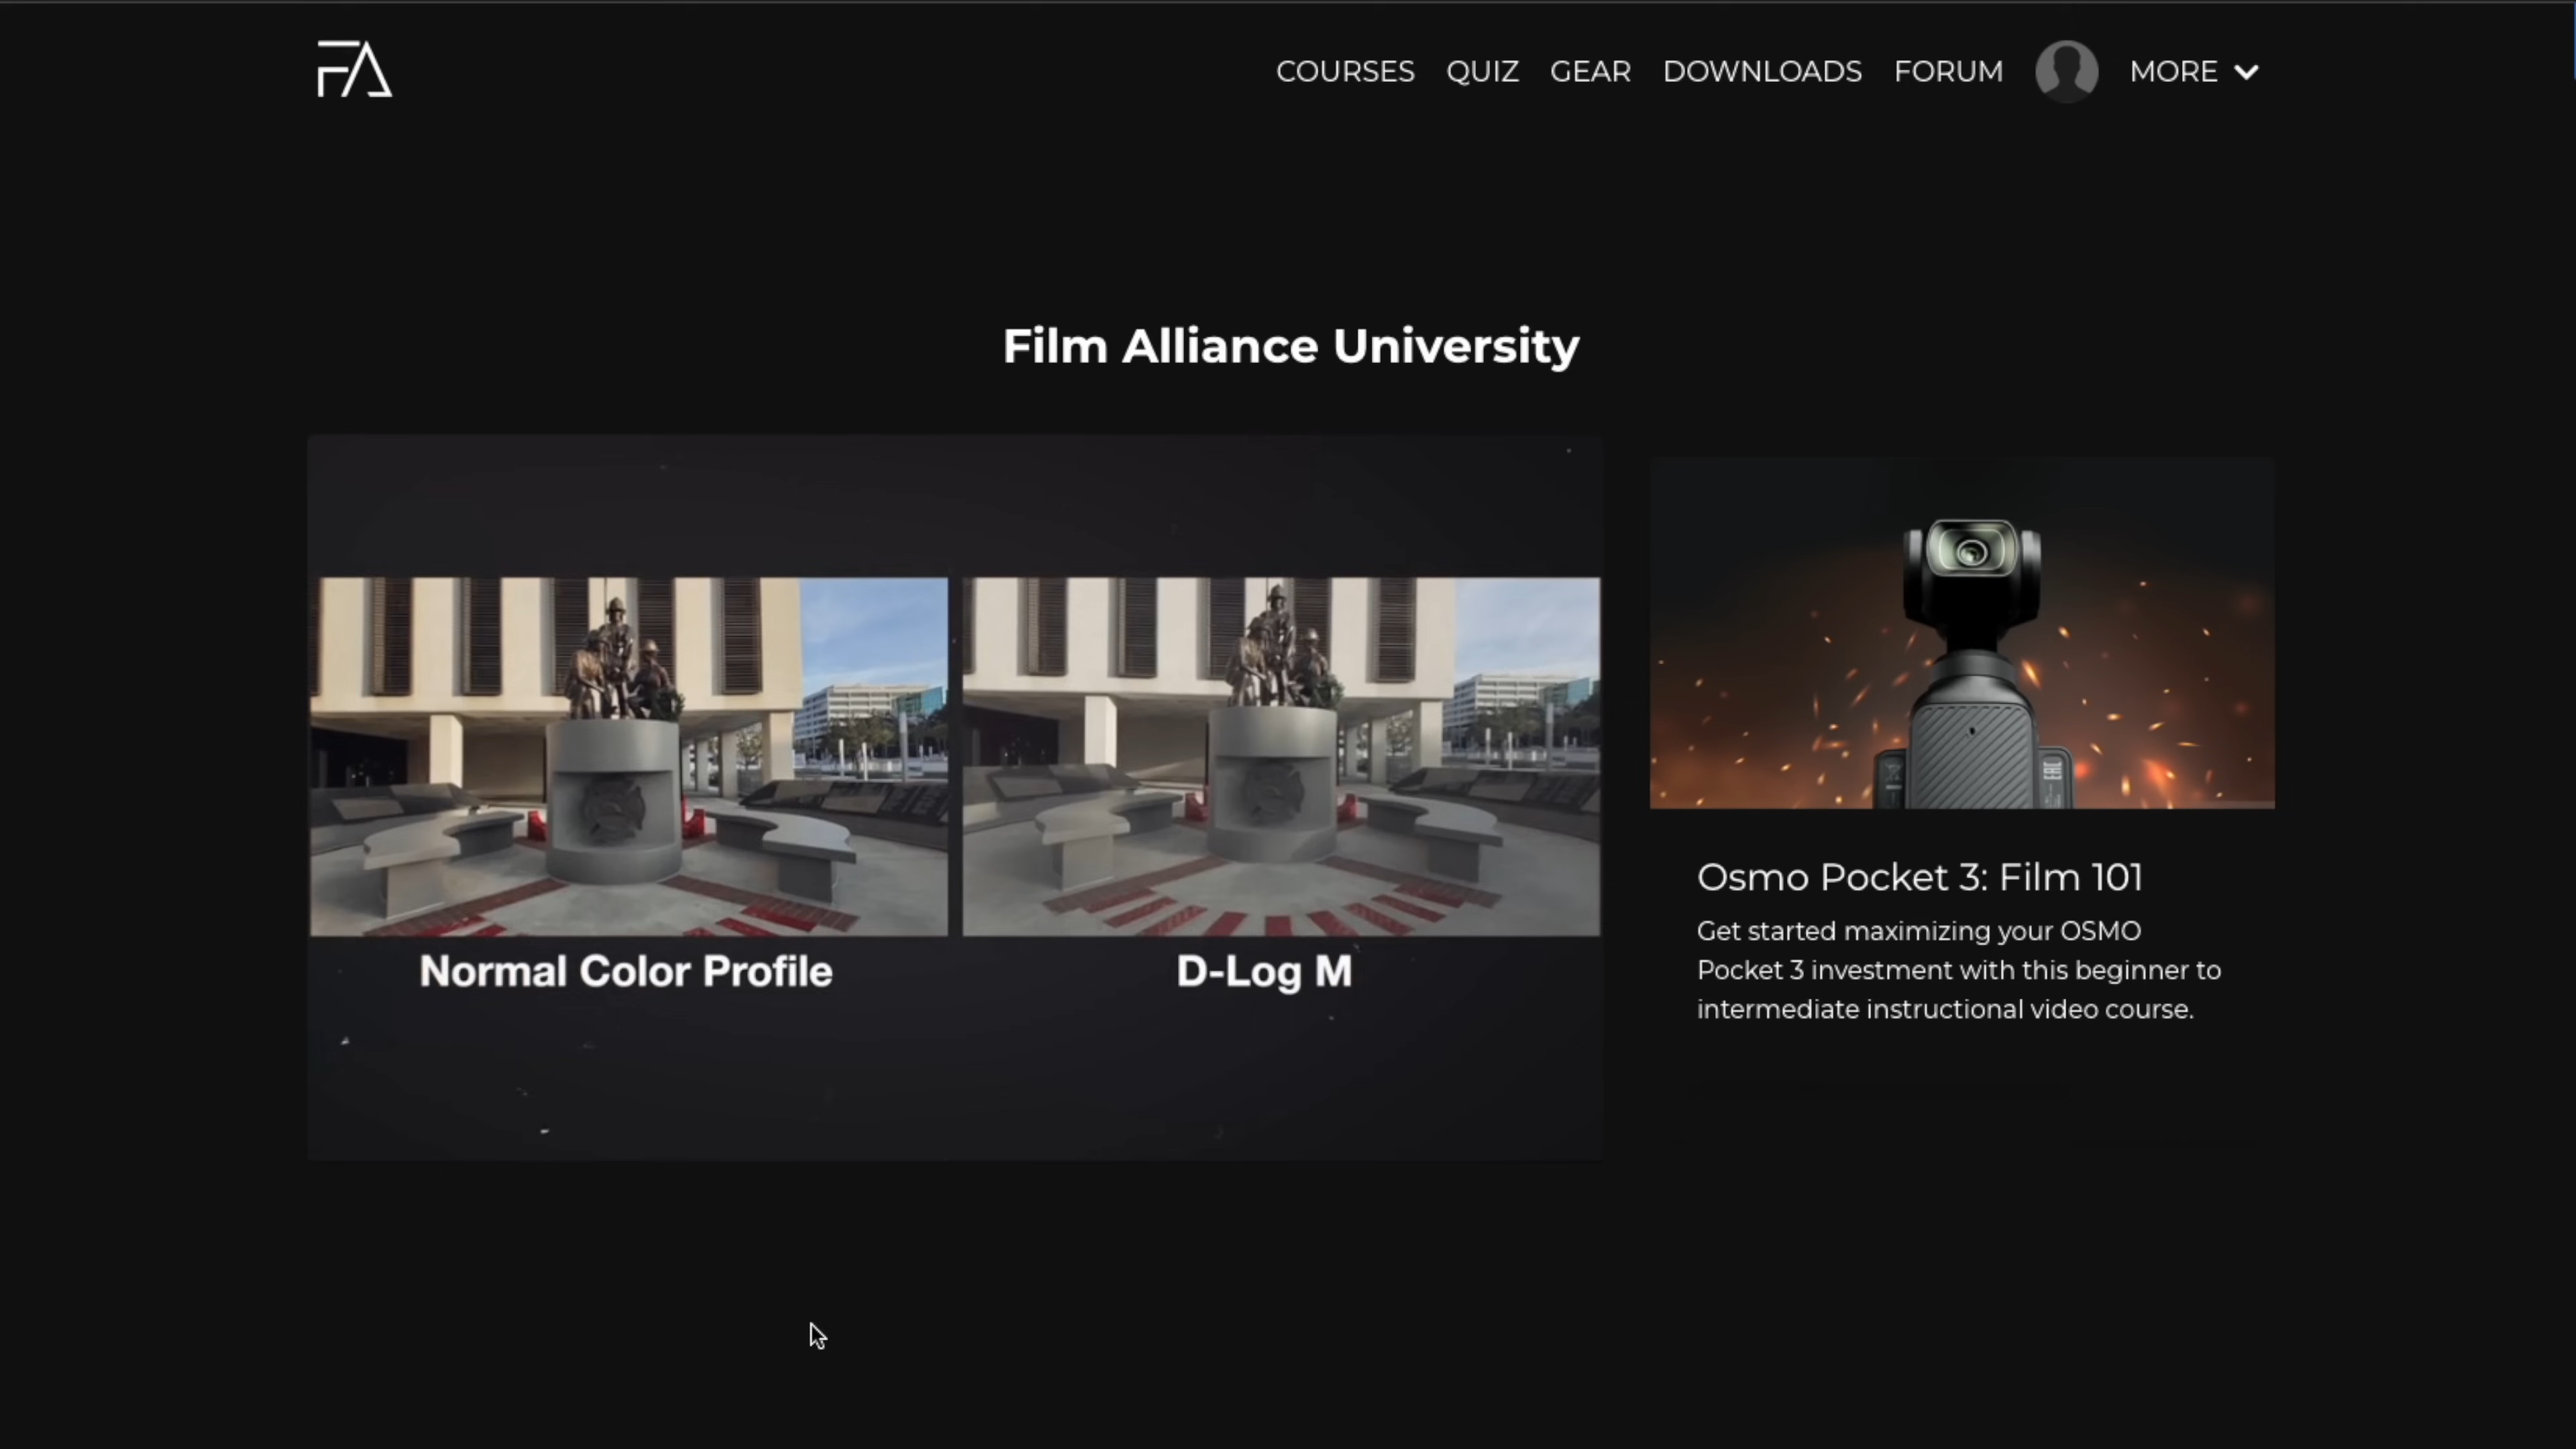 FA
COURSES QUIZ GEAR DOWNLOADS FORUM MORE
Film Alliance University
Normal Color Profile
D-Log M
Osmo Pocket 3: Film 101
Get started maximizing your OSMO
Pocket 3 investment with this beginner to
intermediate instructional video course.